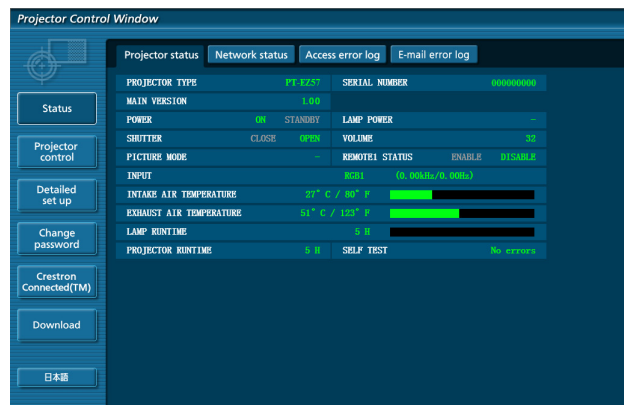 Projector Control Window
Projector status Network status Access error log E-mail error log
Status
Projector control
Detailed set up
Change password
Crestron Connected(TM)
Download
日本語
PROJECTOR TYPE PT-EZ57 SERIAL NUMBER 000000000
MAIN VERSION 1.00
POWER ON STANDBY LAMP POWER -
SHUTTER CLOSE OPEN VOLUME 32
PICTURE MODE - REMOTE1 STATUS ENABLE DISABLE
INPUT RGB1 (0.00kHz/0.00Hz)
INTAKE AIR TEMPERATURE 27° C / 80° F
EXHAUST AIR TEMPERATURE 51° C / 123° F
LAMP RUNTIME 5 H
PROJECTOR RUNTIME 5 H SELF TEST No errors